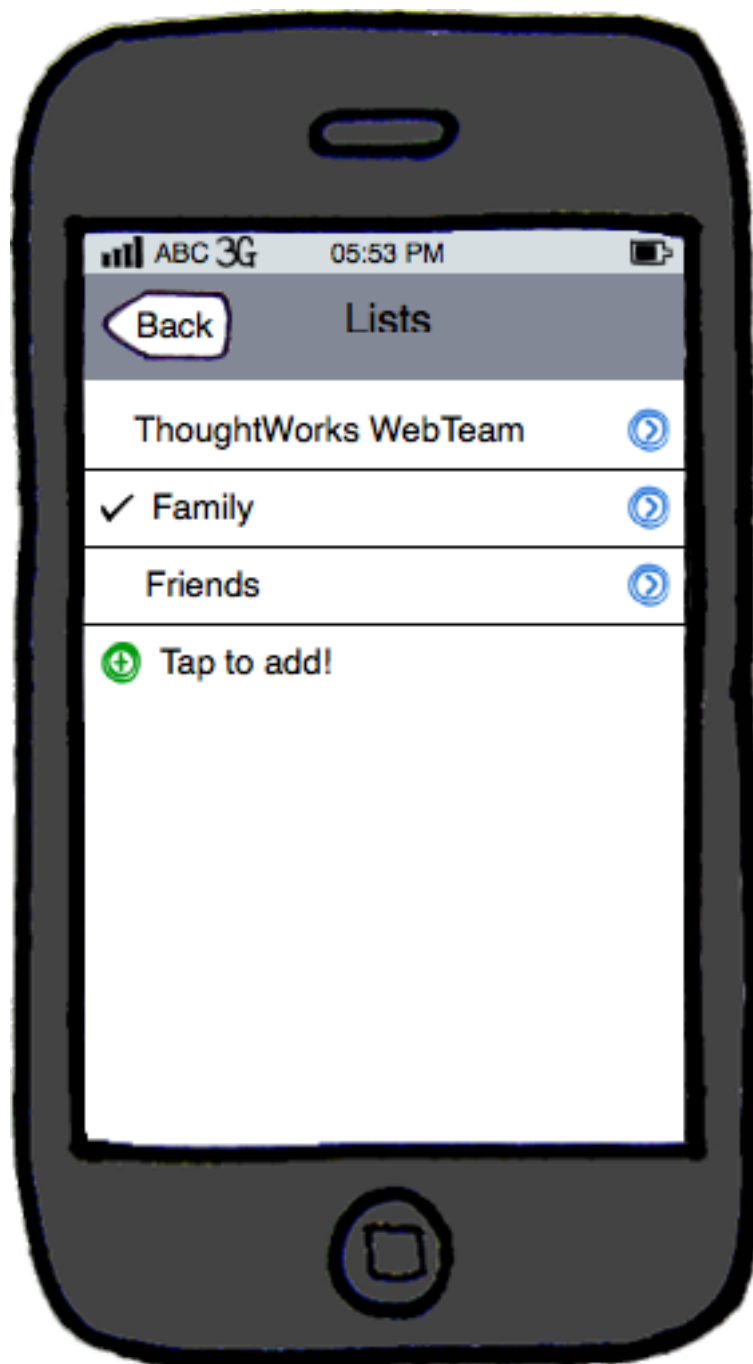 ABC 3G 05:53 PM
Back Lists
ThoughtWorks WebTeam
Family
Friends
Tap to add!